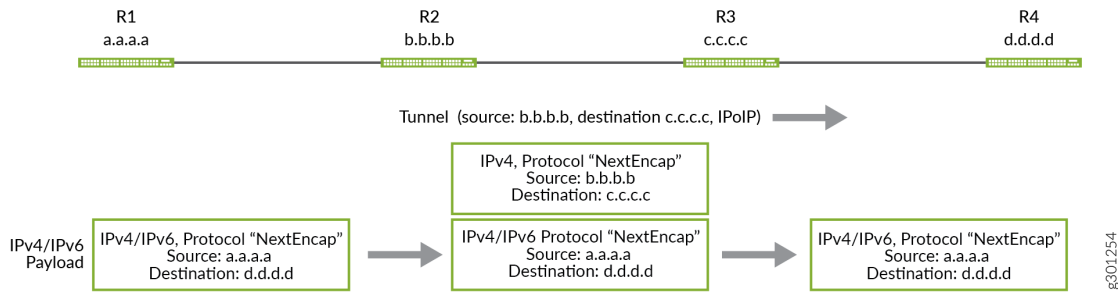 R1
R2
R3
R4
a.a.a.a
b.b.b.b
c.c.c.c
d.d.d.d
Tunnel (source: b.b.b.b, destination c.c.c.c, IPoIP)
IPv4, Protocol “NextEncap”
Source: b.b.b.b
Destination: c.c.c.c
IPv4/IPv6
Payload
IPv4/IPv6, Protocol “NextEncap”
Source: a.a.a.a
Destination: d.d.d.d
IPv4/IPv6 Protocol “NextEncap”
Source: a.a.a.a
Destination: d.d.d.d
IPv4/IPv6, Protocol “NextEncap”
Source: a.a.a.a
Destination: d.d.d.d
g301254